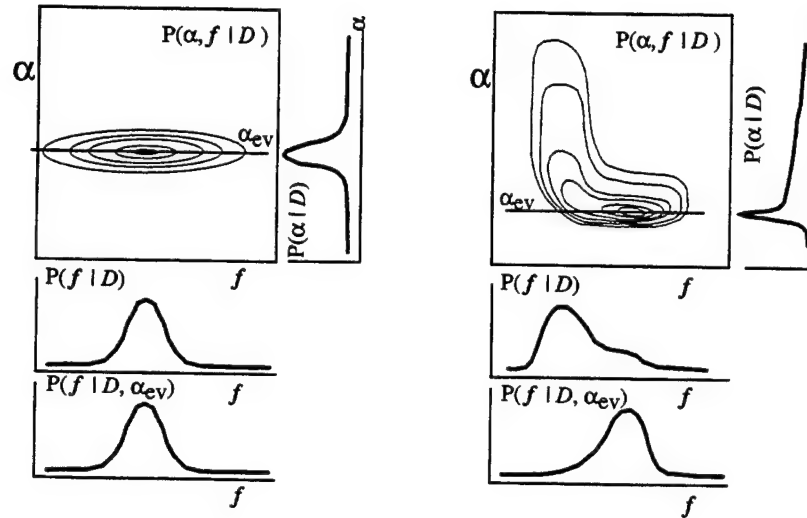 P(α, f | D)
α
α_ev
f
P(α | D)
α
P(f | D)
f
P(f | D, α_ev)
f
P(α, f | D)
α
α_ev
f
P(α | D)
P(f | D)
f
P(f | D, α_ev)
f